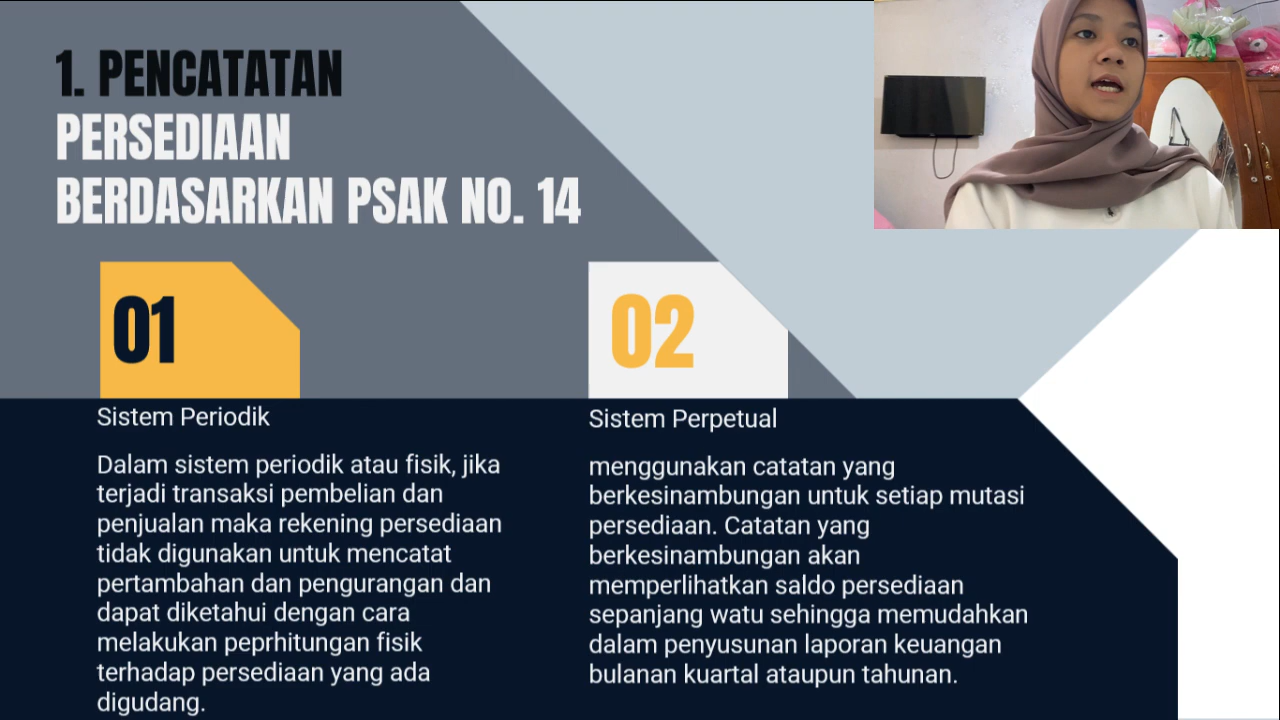 1. PENCATATAN
PERSEDIAAN
BERDASARKAN PSAK NO. 14
01
Sistem Periodik
Dalam sistem periodik atau fisik, jika
terjadi transaksi pembelian dan
penjualan maka rekening persediaan
tidak digunakan untuk mencatat
pertambahan dan pengurangan dan
dapat diketahui dengan cara
melakukan peprhitungan fisik
terhadap persediaan yang ada
digudang.
02
Sistem Perpetual
menggunakan catatan yang
berkesinambungan untuk setiap mutasi
persediaan. Catatan yang
berkesinambungan akan
memperlihatkan saldo persediaan
sepanjang watu sehingga memudahkan
dalam penyusunan laporan keuangan
bulanan kuartal ataupun tahunan.